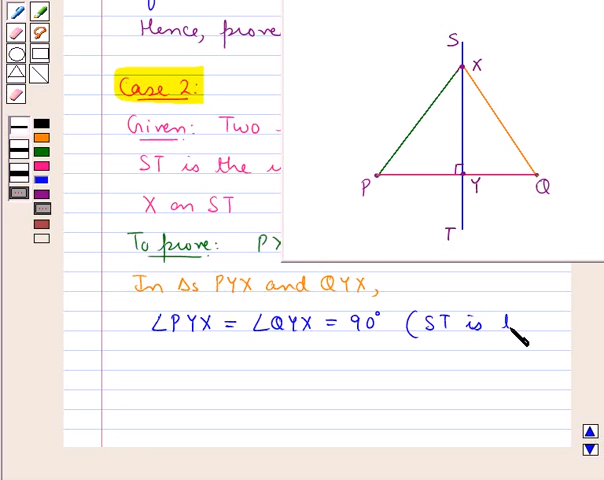 Hence, prove
Case 2:
Given: Two
ST is the
X on ST
To prove:
In Δs PYX and QYX,
∠PYX = ∠QYX = 90° (ST is
S
X
P
Y
Q
T